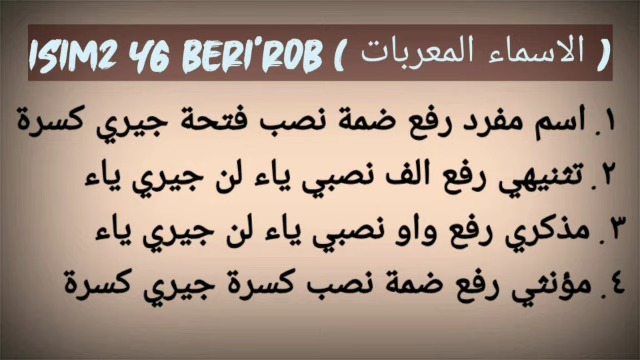 ISIM2 YG BERI'ROB ( الاسماء المعربات )
١. اسم مفرد رفع ضمة نصب فتحة جيري كسرة
٢. تثنيهي رفع الف نصبي ياء لن جيري ياء
٣. مذكري رفع واو نصبي ياء لن جيري ياء
٤. مؤنثي رفع ضمة نصب كسرة جيري كسرة